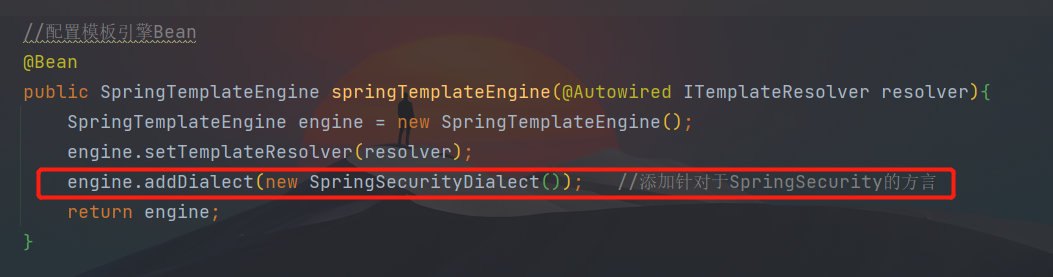 //配置模板引擎Bean
@Bean
public SpringTemplateEngine springTemplateEngine(@Autowired ITemplateResolver resolver){
    SpringTemplateEngine engine = new SpringTemplateEngine();
    engine.setTemplateResolver(resolver);
    engine.addDialect(new SpringSecurityDialect());   //添加针对于SpringSecurity的方言
    return engine;
}